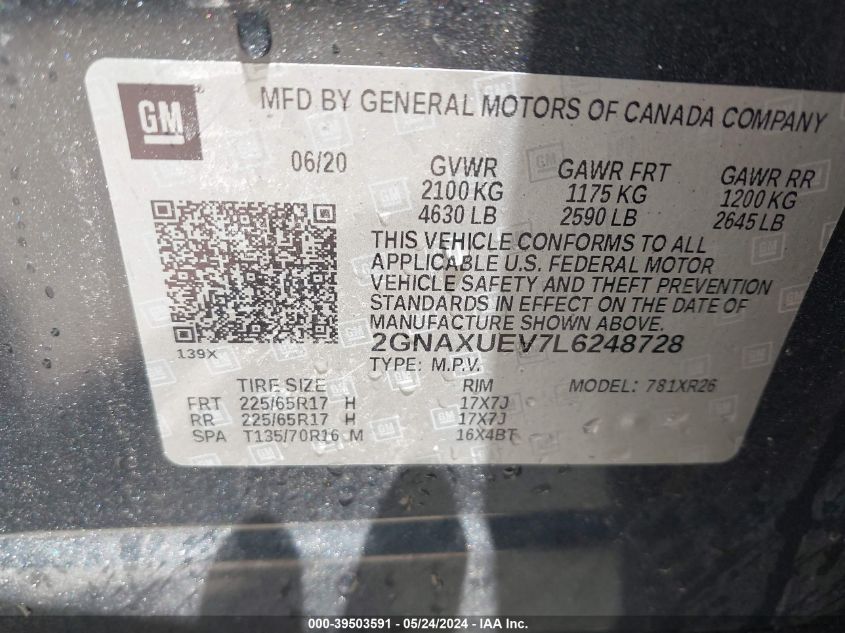 GM
MFD BY GENERAL MOTORS OF CANADA COMPANY
06/20 GVWR GAWR FRT GAWR RR
2100 KG 1175 KG 1200 KG
4630 LB 2590 LB 2645 LB
THIS VEHICLE CONFORMS TO ALL
APPLICABLE U.S. FEDERAL MOTOR
VEHICLE SAFETY AND THEFT PREVENTION
STANDARDS IN EFFECT ON THE DATE OF
MANUFACTURE SHOWN ABOVE.
2GNAXUEV7L6248728
139X
TYPE: M.P.V.
TIRE SIZE RIM MODEL: 781XR26
FRT 225/65R17 H 17X7J
RR 225/65R17 H 17X7J
SPA T135/70R16 M 16X4BT
000-39503591 / 05/24/2024 - IAAI.com.